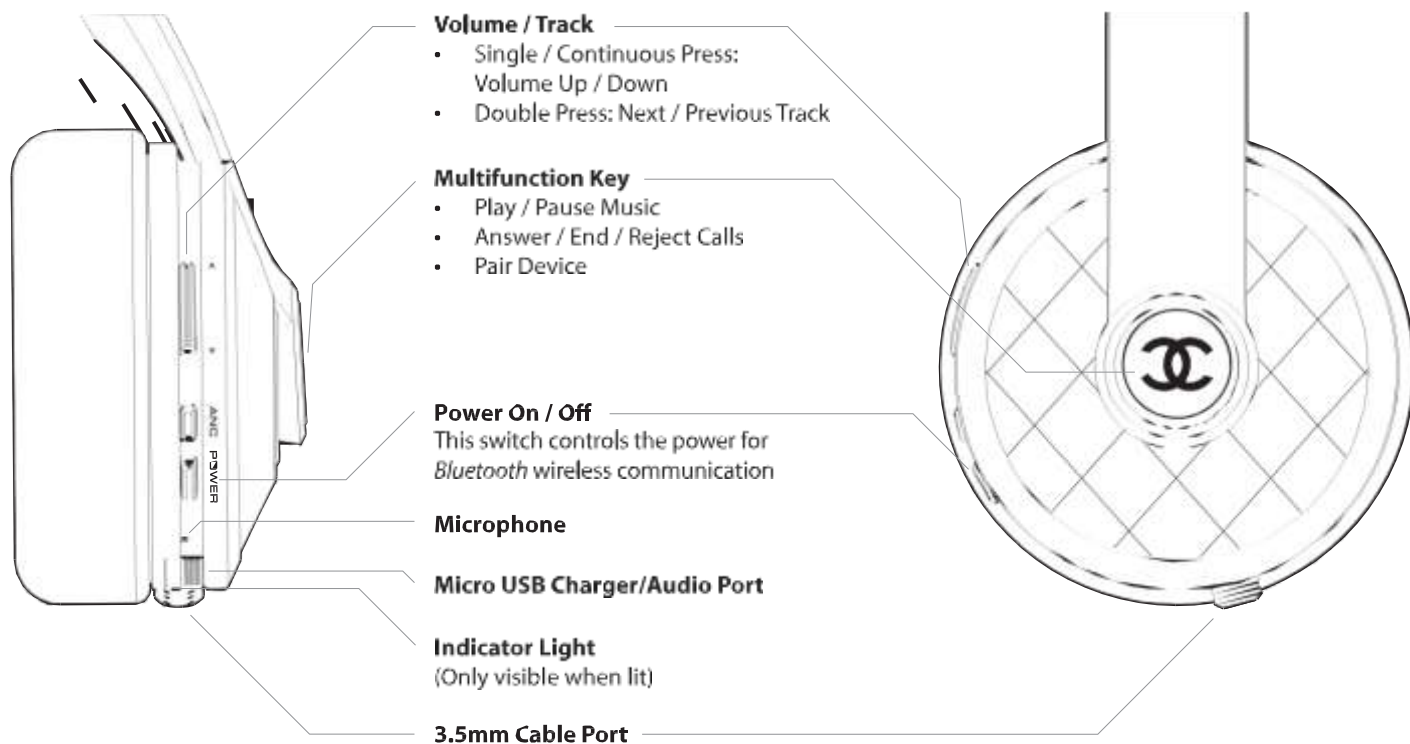 Volume / Track
• Single / Continuous Press:
Volume Up / Down
• Double Press: Next / Previous Track
Multifunction Key
• Play / Pause Music
• Answer / End / Reject Calls
• Pair Device
ANC
POWER
Power On / Off
This switch controls the power for
Bluetooth wireless communication
Microphone
Micro USB Charger/Audio Port
Indicator Light
(Only visible when lit)
3.5mm Cable Port